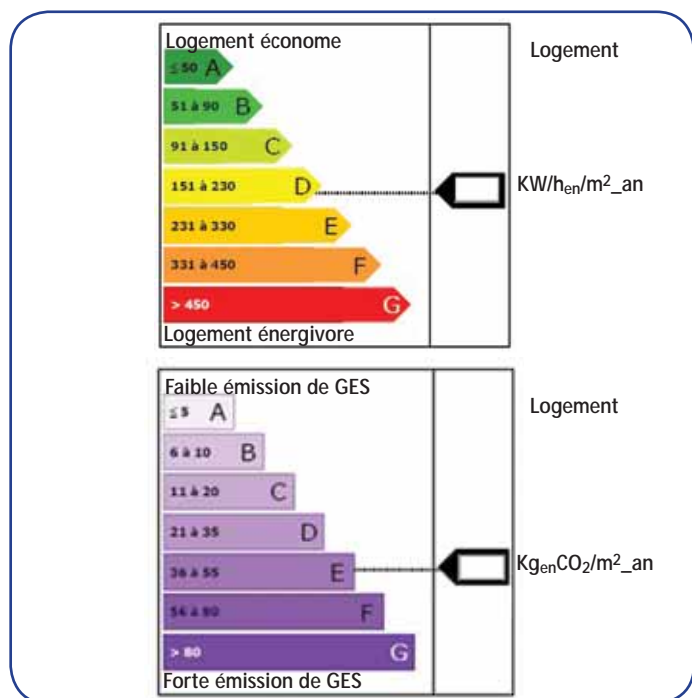 Logement économe
Logement
≤ 50 A
51 à 90 B
91 à 150 C
151 à 230 D
KW/hen/m²_an
231 à 330 E
331 à 450 F
> 450 G
Logement énergivore
Faible émission de GES
Logement
≤ 5 A
6 à 10 B
11 à 20 C
21 à 35 D
36 à 55 E
KgenCO₂/m²_an
56 à 80 F
> 80 G
Forte émission de GES